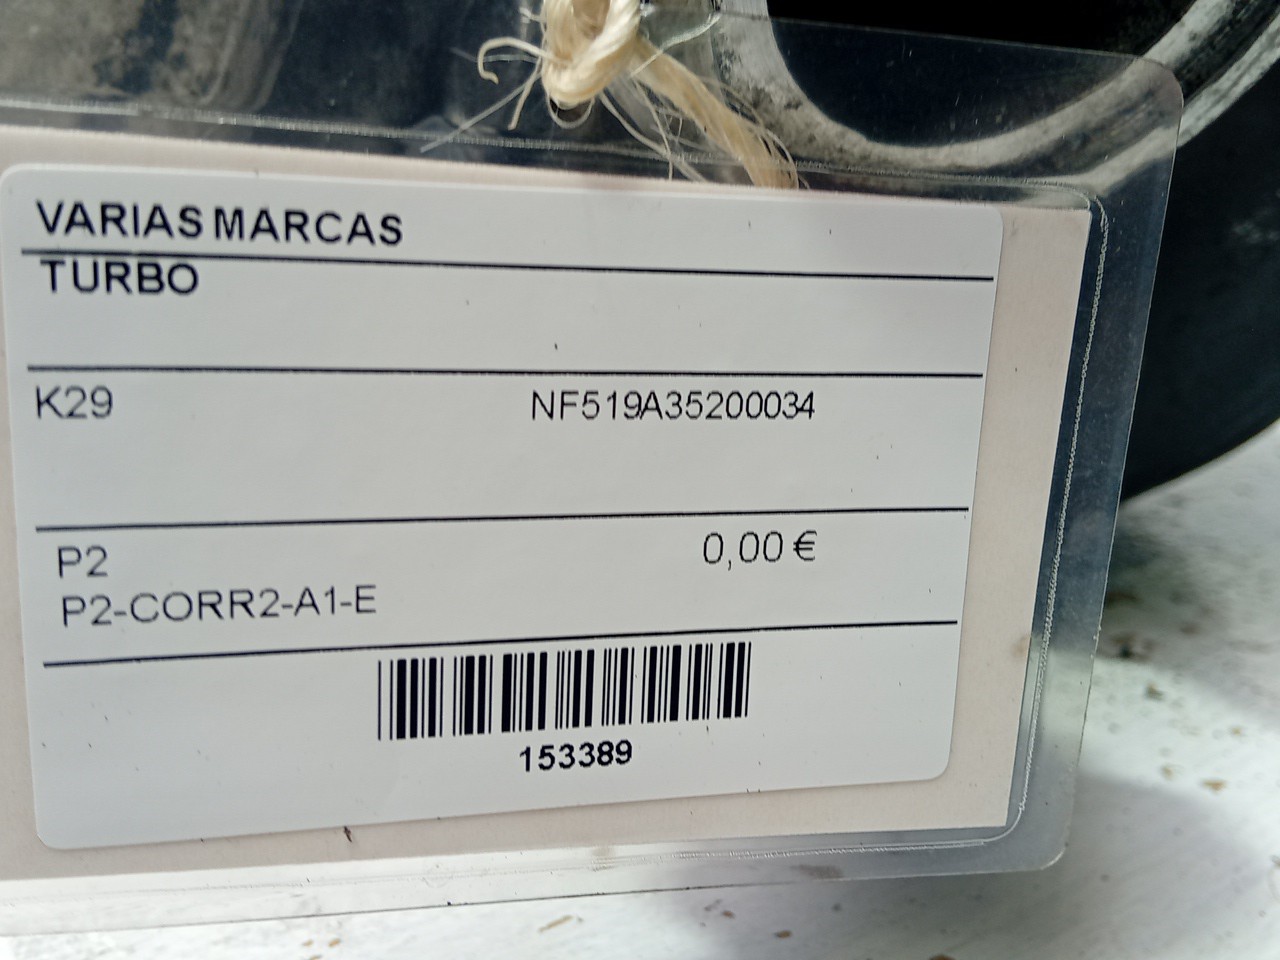 VARIAS MARCAS
TURBO
K29 NF519A35200034
P2 0,00 €
P2-CORR2-A1-E
153389